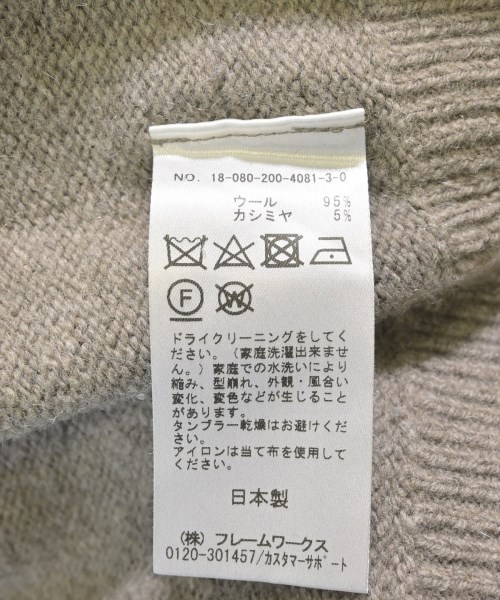 NO. 18-080-200-4081-3-0
ウール 95%
カシミヤ 5%
F
W
ドライクリーニングをしてく
ださい。(家庭洗濯出来ませ
ん。)家庭での水洗いにより
縮み、型崩れ、外観・風合い
変化、変色などが生じること
があります。
タンブラー乾燥はお避けくだ
さい。
アイロンは当て布を使用して
ください。
日本製
(株) フレームワークス
0120-301457/カスタマーサポート